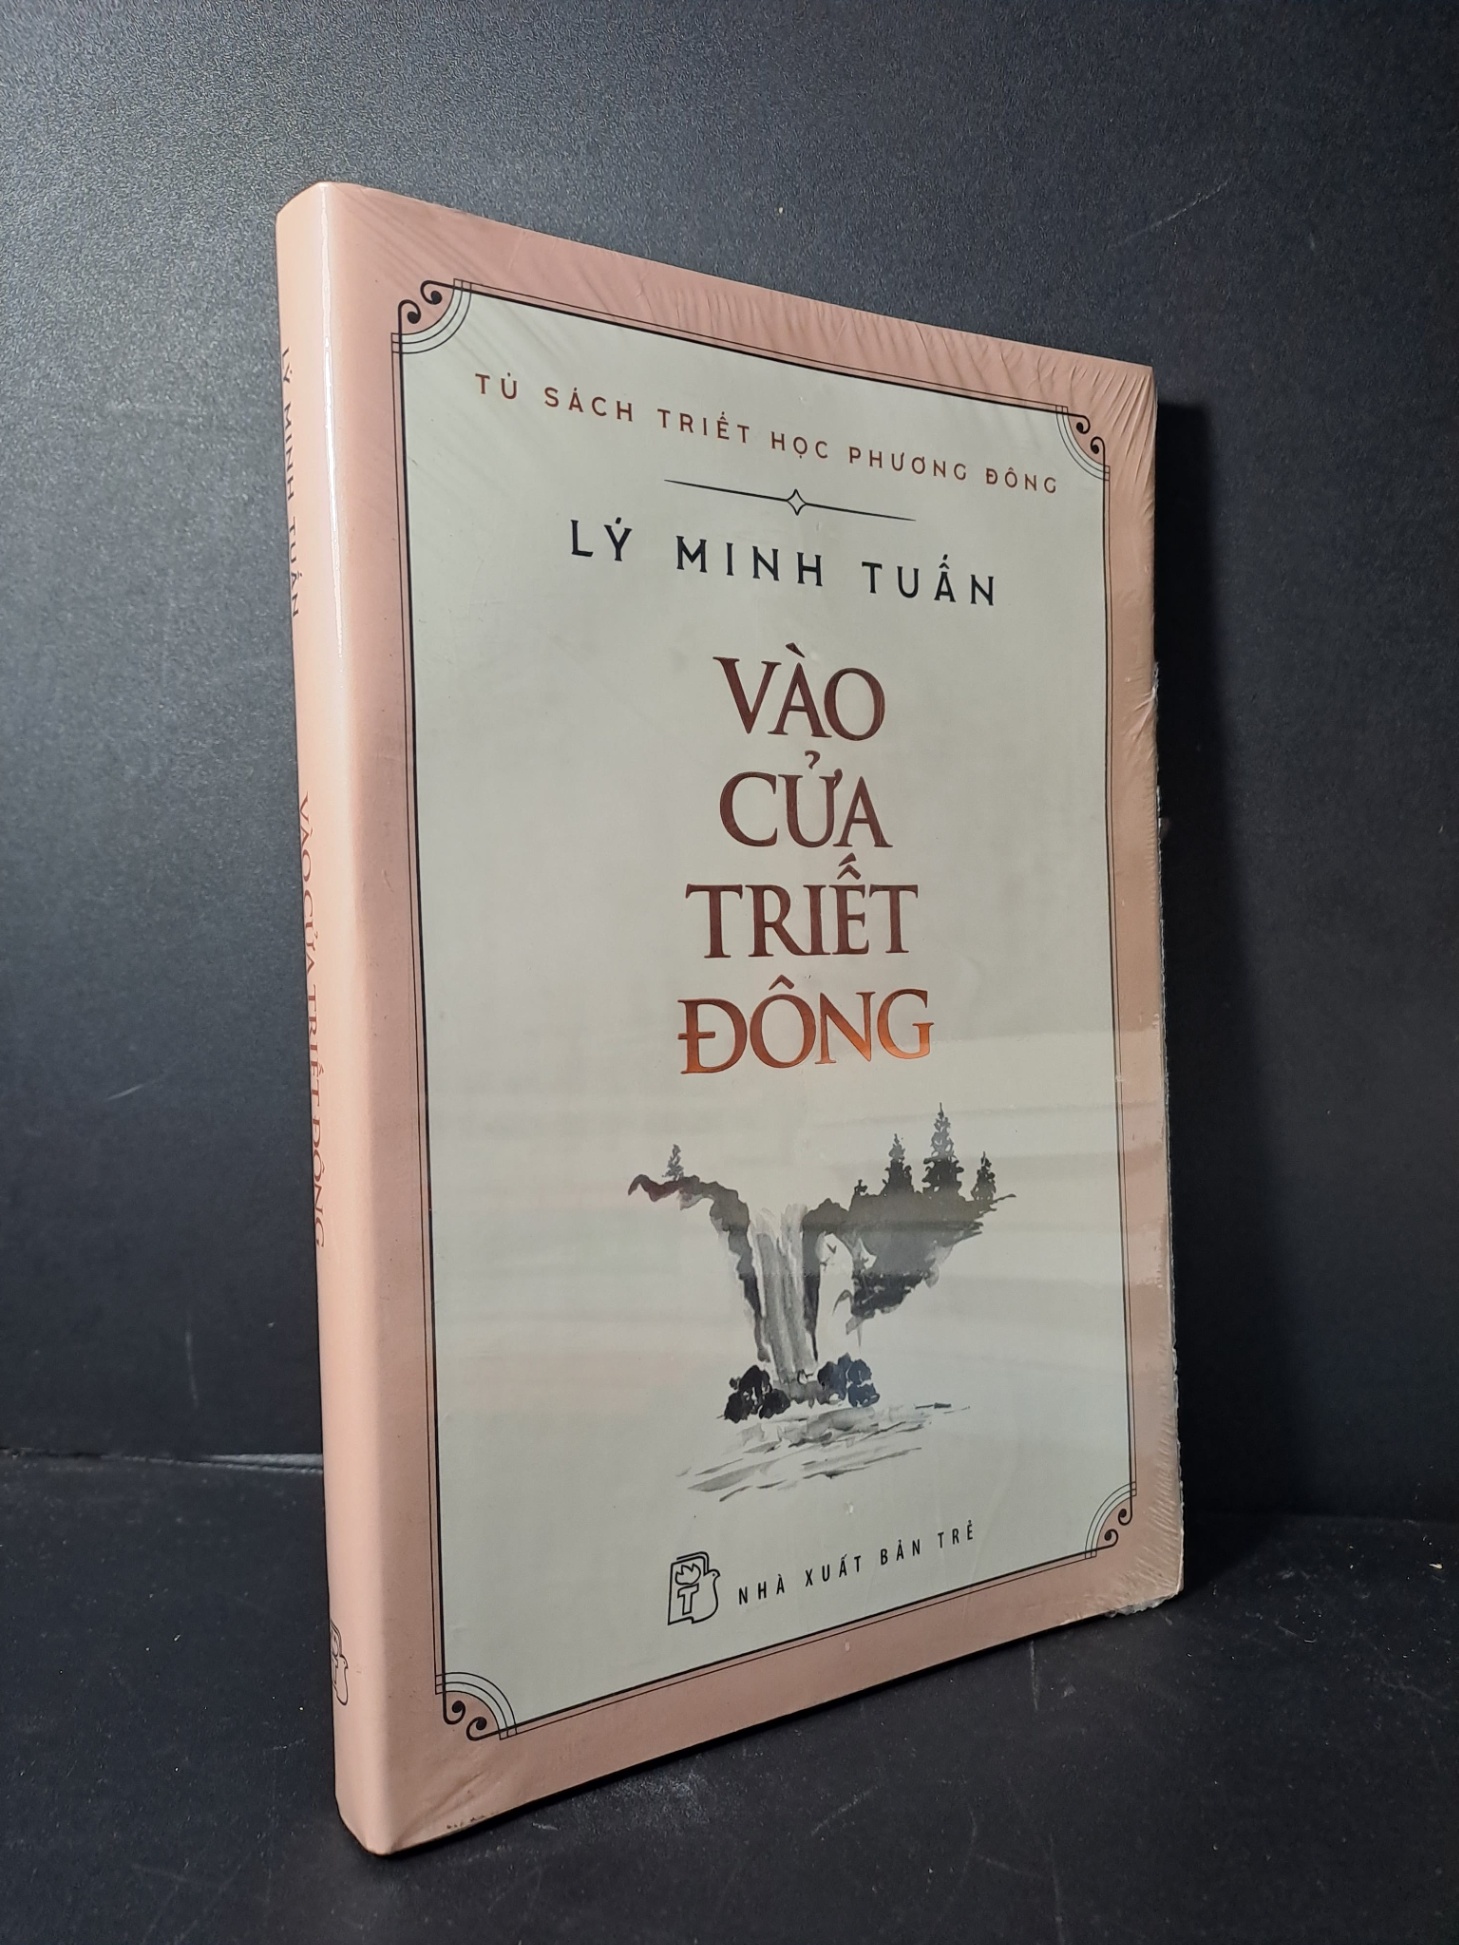 TỦ SÁCH TRIẾT HỌC PHƯƠNG ĐÔNG
LÝ MINH TUẤN
VÀO
CỬA
TRIẾT
ĐÔNG
NHÀ XUẤT BẢN TRẺ
LÝ MINH TUẤN
VÀO CỬA TRIẾT ĐÔNG